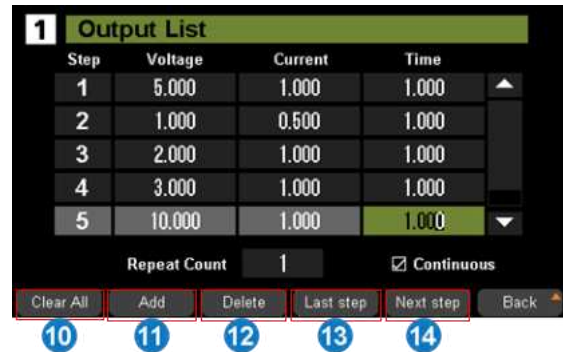 1 Output List
Step Voltage Current Time
1 5.000 1.000 1.000
2 1.000 0.500 1.000
3 2.000 1.000 1.000
4 3.000 1.000 1.000
5 10.000 1.000 1.000
Repeat Count 1 Continuous
Clear All Add Delete Last step Next step Back
10 11 12 13 14